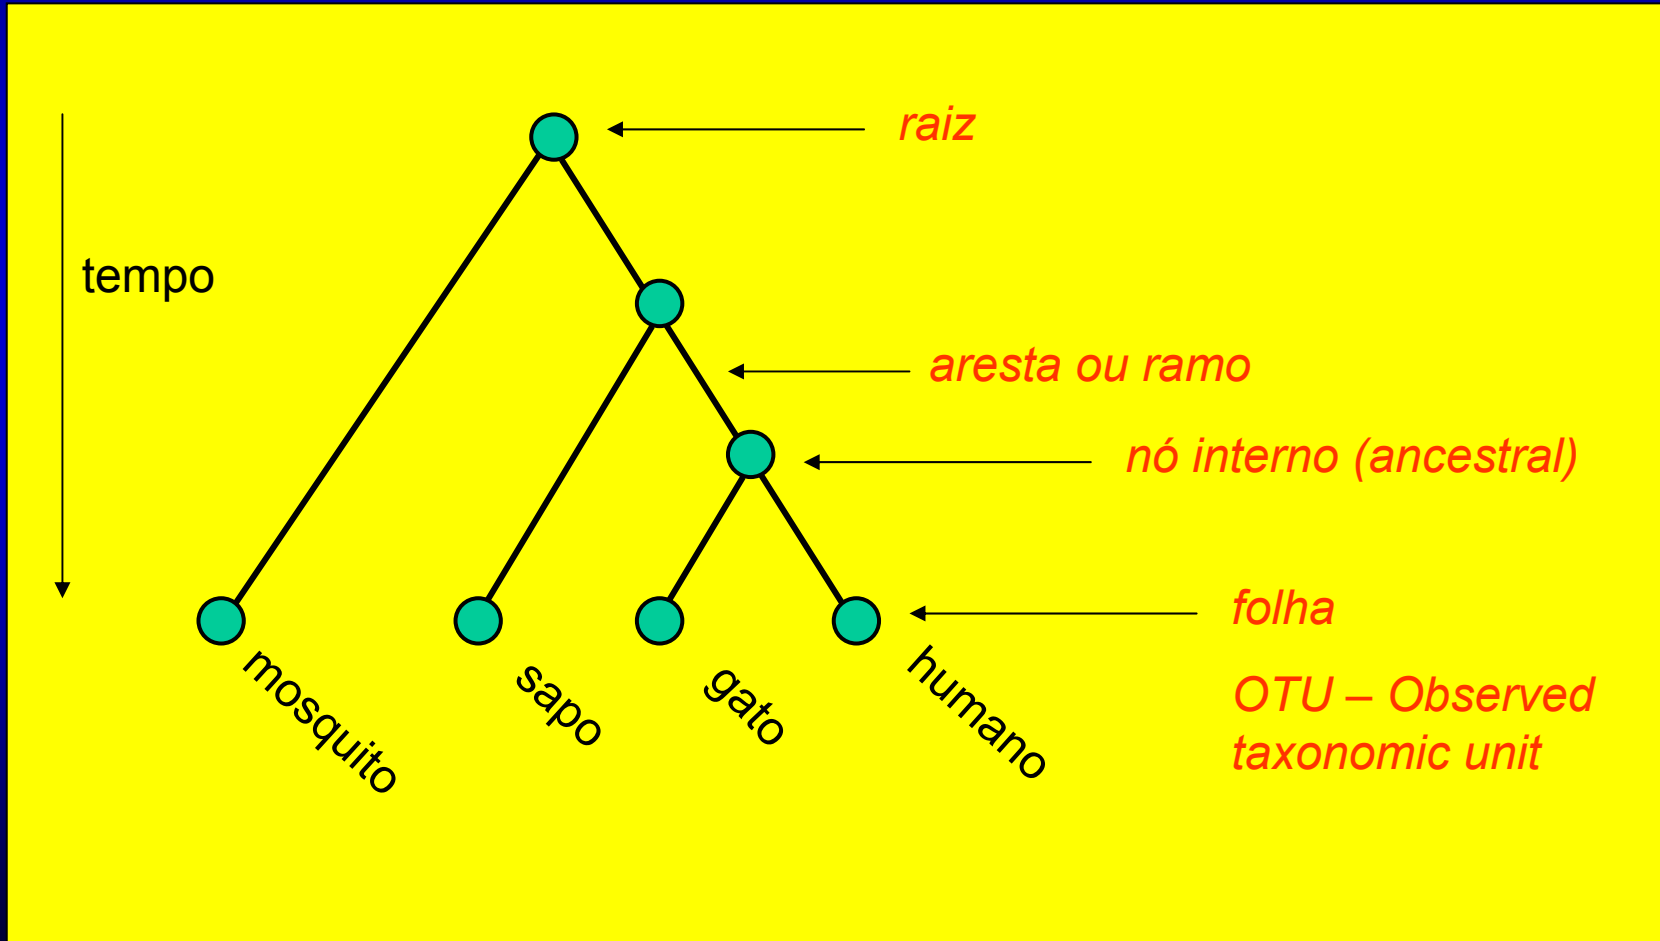 raiz
tempo
aresta ou ramo
nó interno (ancestral)
folha
mosquito
sapo
gato
humano
OTU – Observed
taxonomic unit